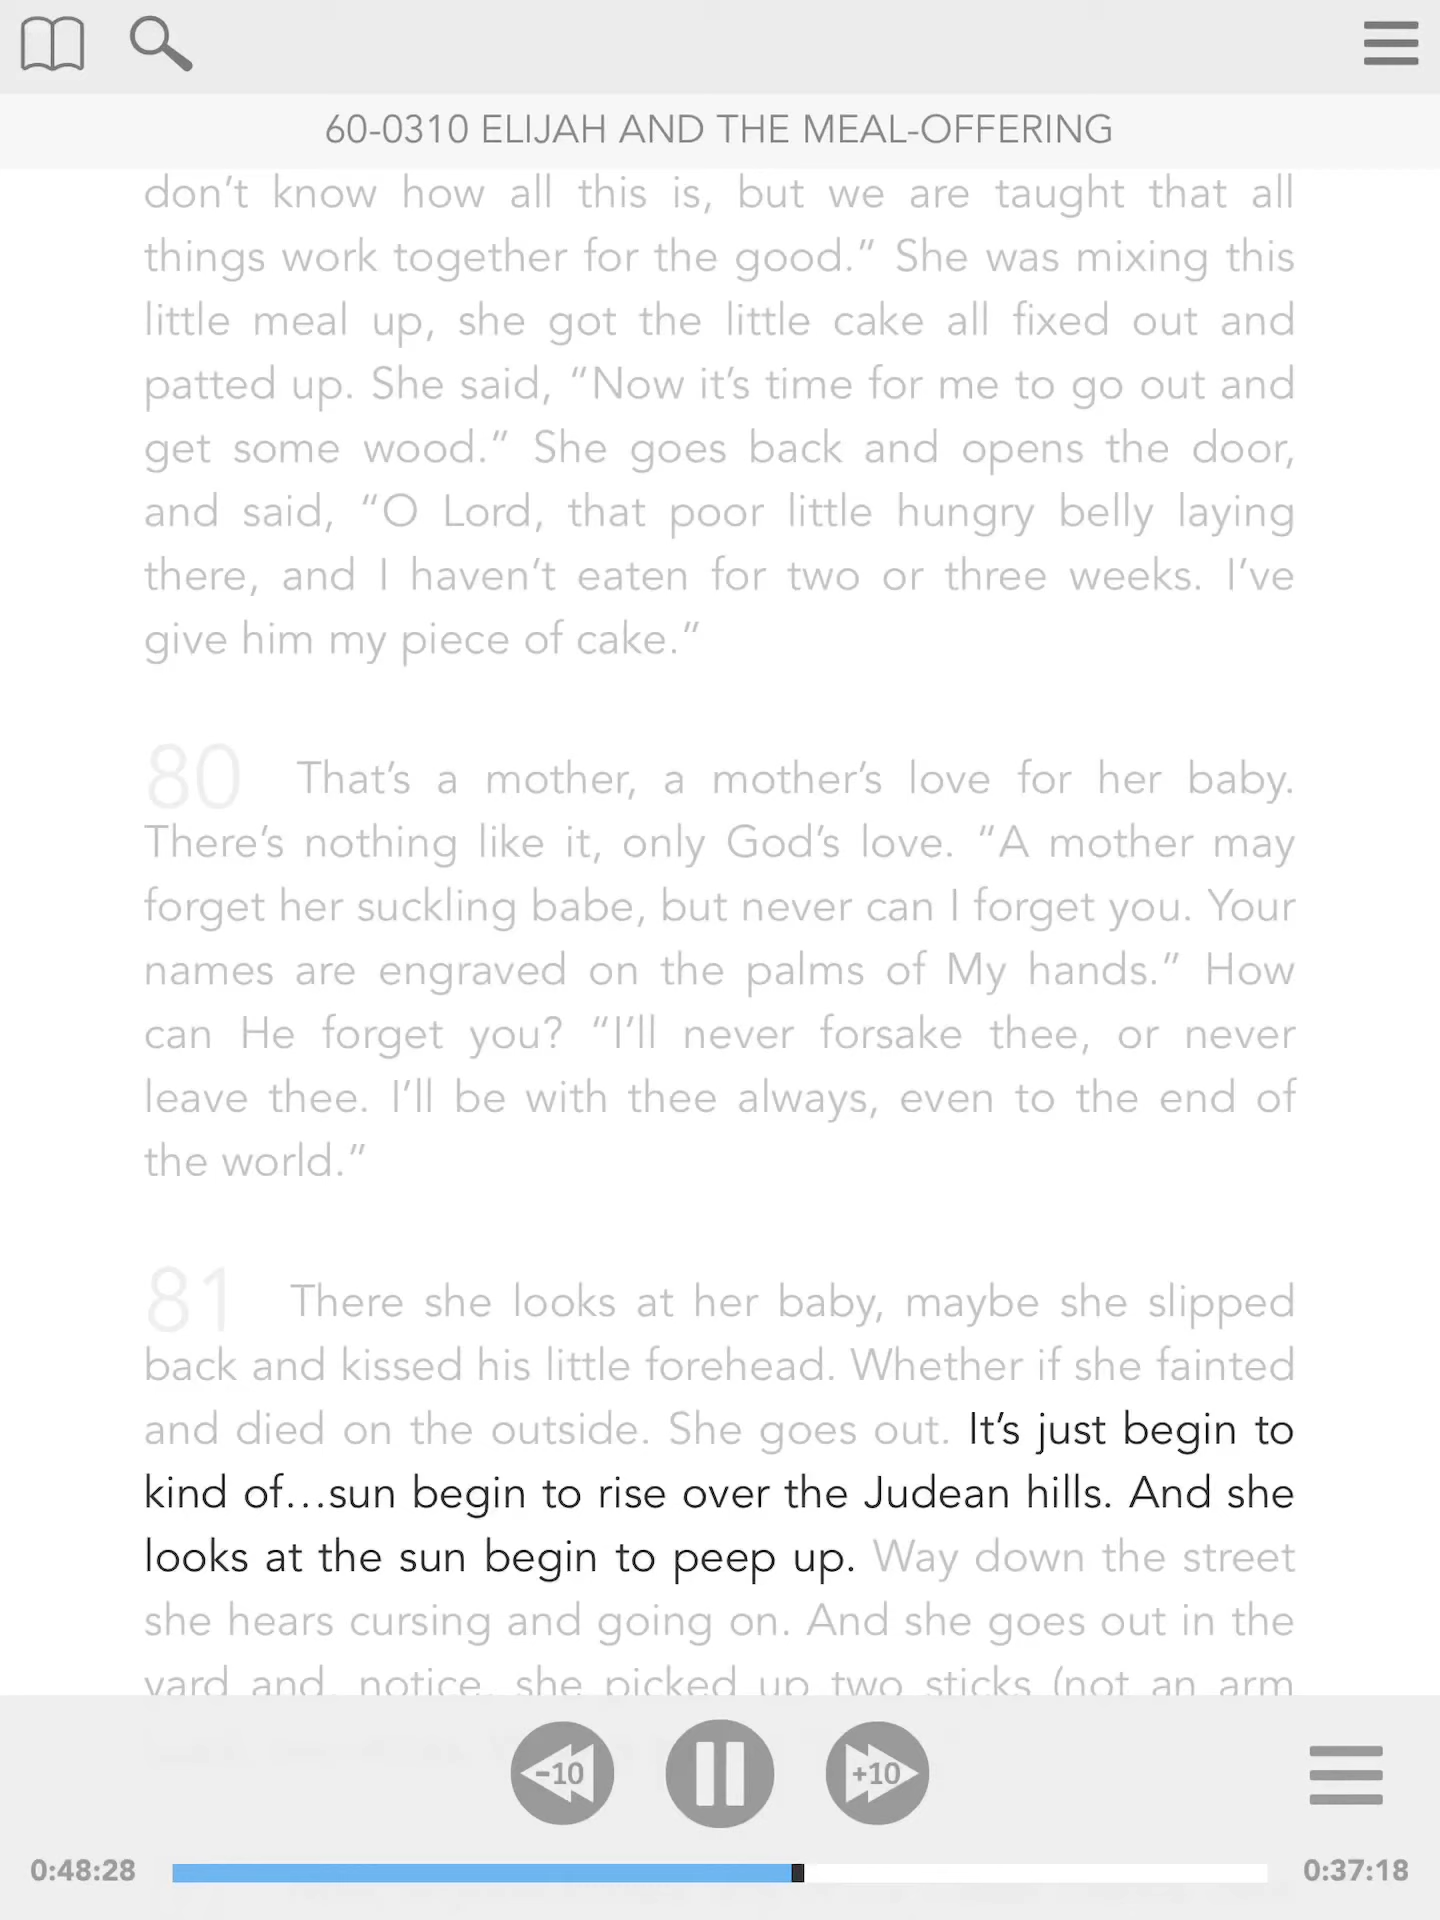 60-0310 ELIJAH AND THE MEAL-OFFERING
don’t know how all this is, but we are taught that all
things work together for the good.” She was mixing this
little meal up, she got the little cake all fixed out and
patted up. She said, “Now it’s time for me to go out and
get some wood.” She goes back and opens the door,
and said, “O Lord, that poor little hungry belly laying
there, and I haven’t eaten for two or three weeks. I’ve
give him my piece of cake.”
80 That’s a mother, a mother’s love for her baby.
There’s nothing like it, only God’s love. “A mother may
forget her suckling babe, but never can I forget you. Your
names are engraved on the palms of My hands.” How
can He forget you? “I’ll never forsake thee, or never
leave thee. I’ll be with thee always, even to the end of
the world.”
81 There she looks at her baby, maybe she slipped
back and kissed his little forehead. Whether if she fainted
and died on the outside. She goes out. It’s just begin to
kind of…sun begin to rise over the Judean hills. And she
looks at the sun begin to peep up. Way down the street
she hears cursing and going on. And she goes out in the
yard and, notice, she picked up two sticks (not an arm
-10 +10
0:48:28 0:37:18